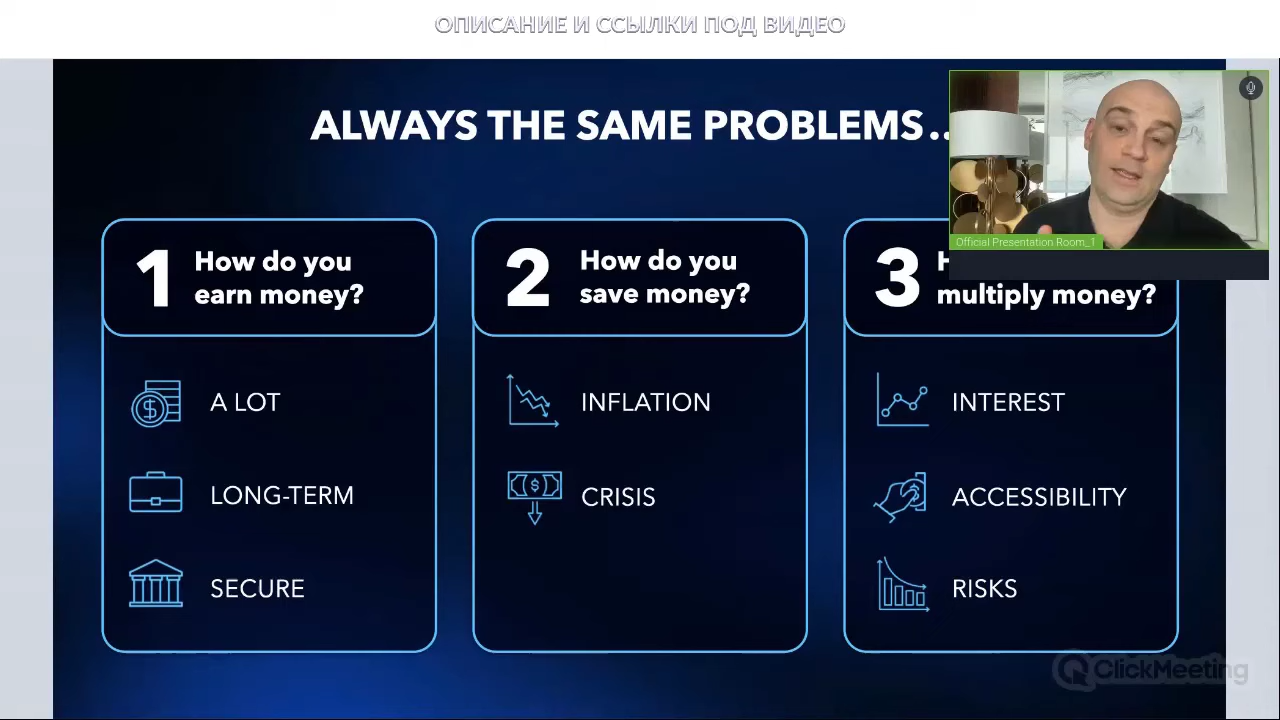 ОПИСАНИЕ И ССЫЛКИ ПОД ВИДЕО
ALWAYS THE SAME PROBLEMS..
Official Presentation Room_1
1
How do you
earn money?
A LOT
LONG-TERM
SECURE
2
How do you
save money?
INFLATION
CRISIS
3
multiply money?
INTEREST
ACCESSIBILITY
RISKS
ClickMeeting